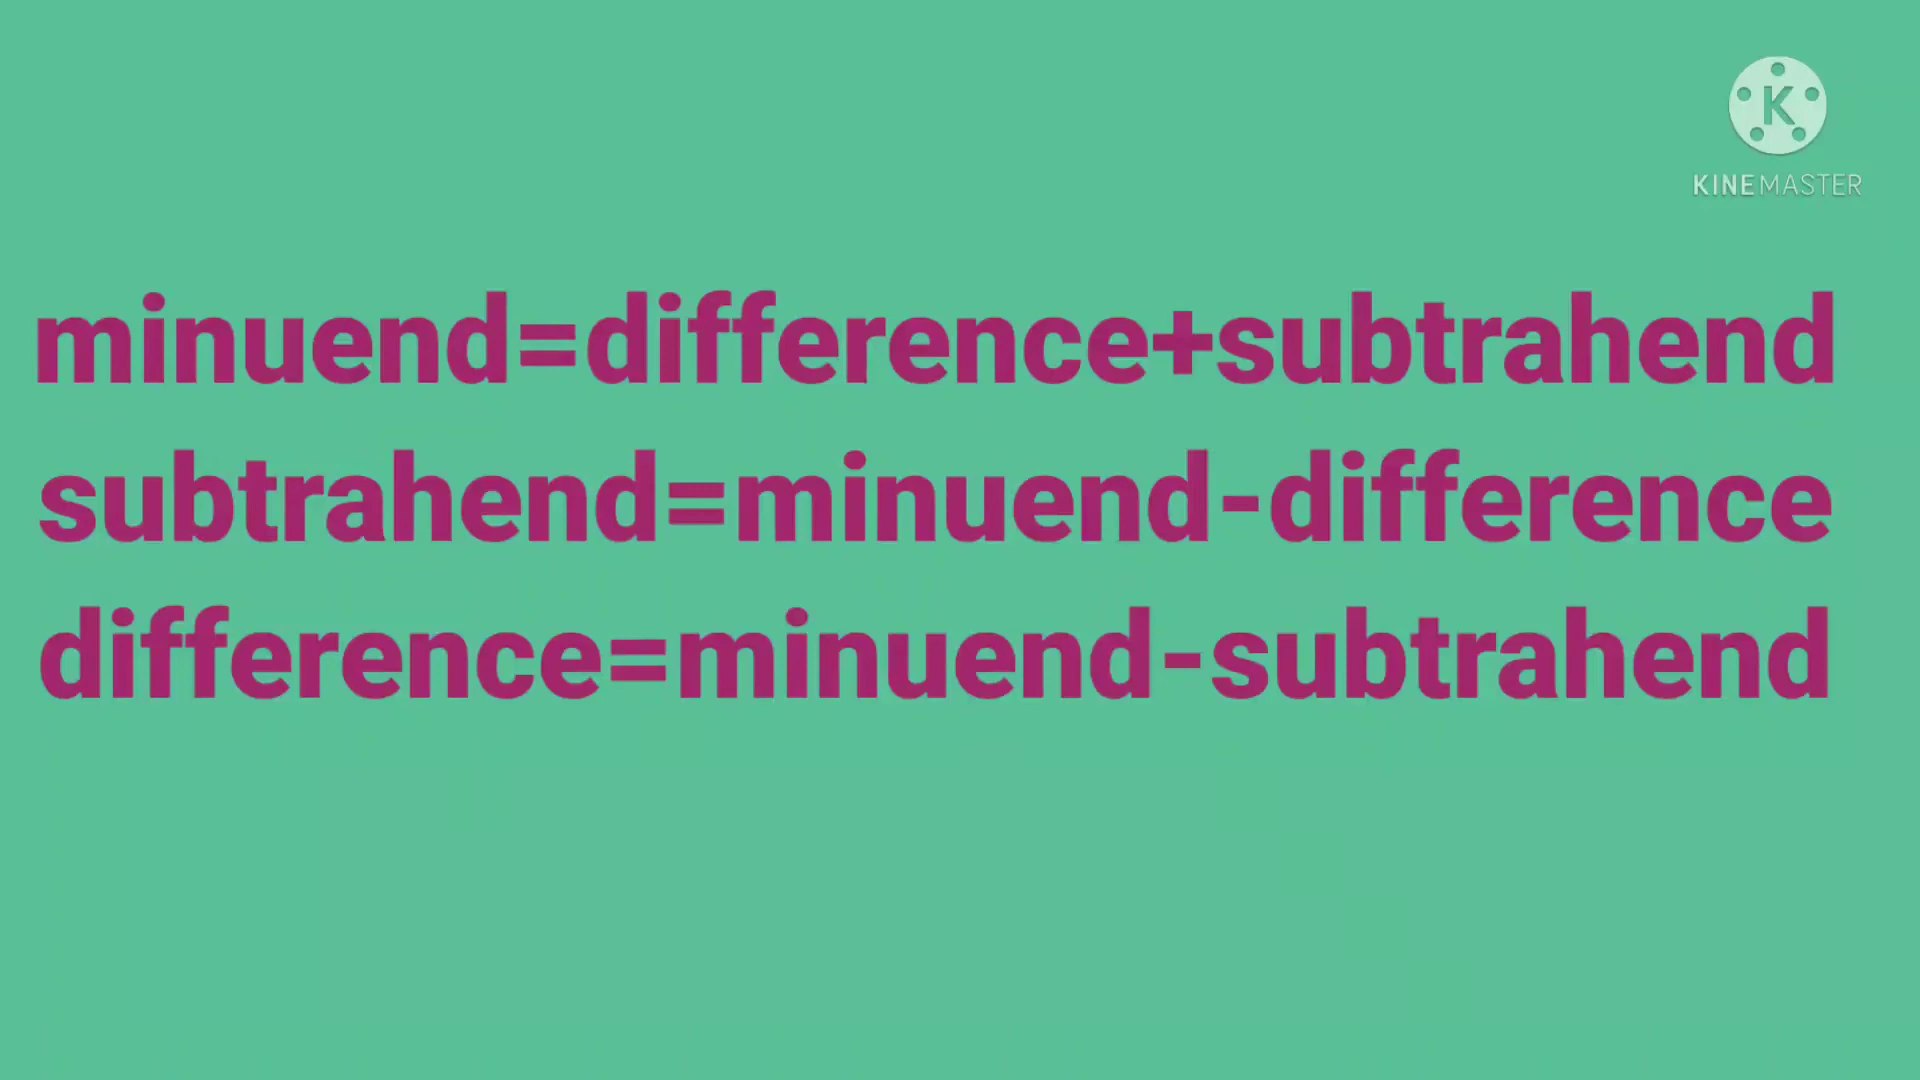 K
KINEMASTER
minuend=difference+subtrahend
subtrahend=minuend-difference
difference=minuend-subtrahend